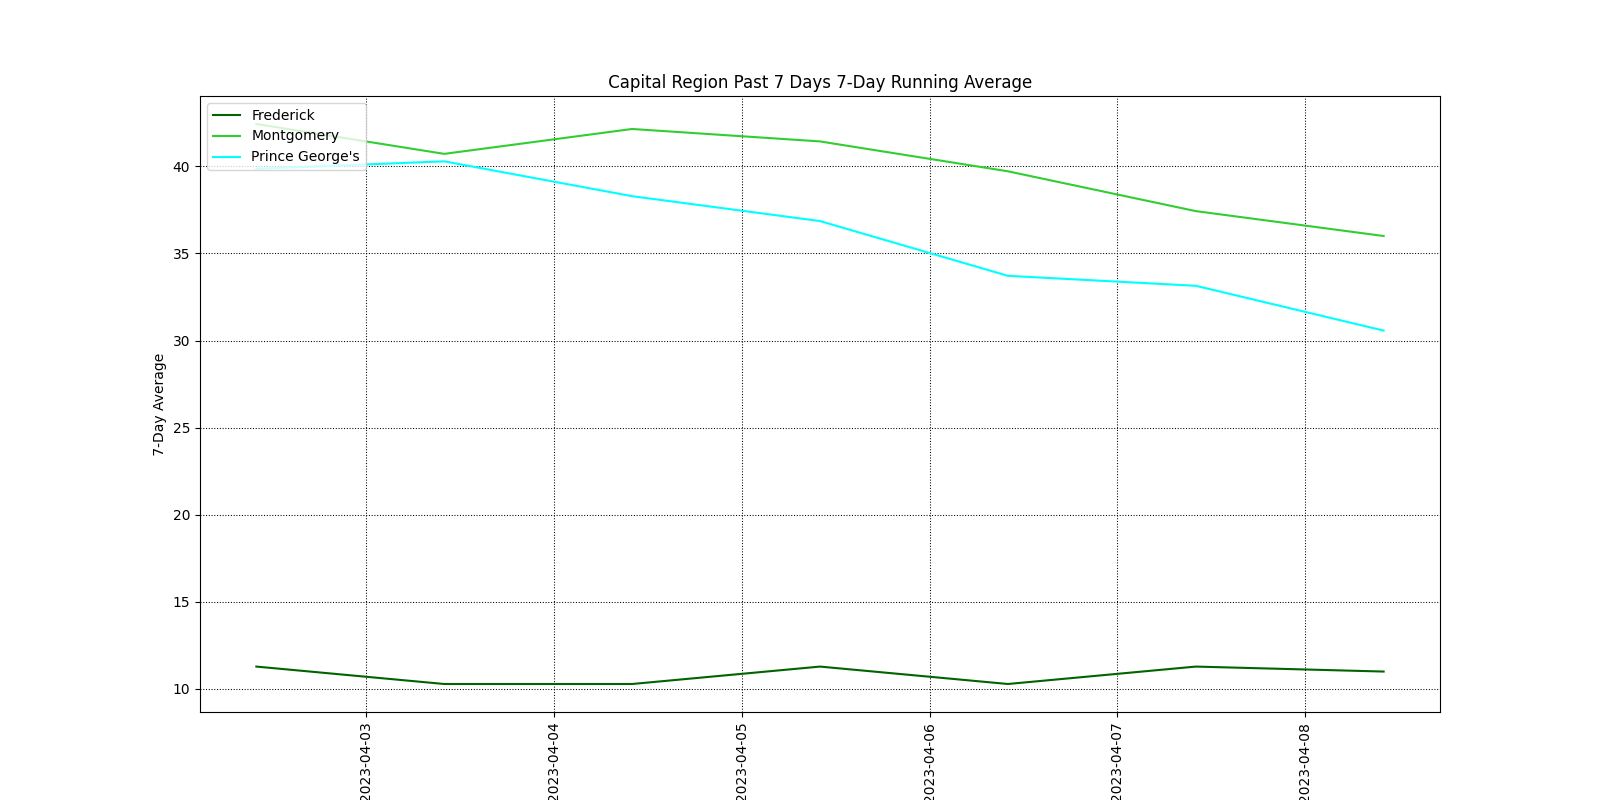 Capital Region Past 7 Days 7-Day Running Average
Frederick
Montgomery
Prince George's
7-Day Average
40
35
30
25
20
15
10
2023-04-03
2023-04-04
2023-04-05
2023-04-06
2023-04-07
2023-04-08